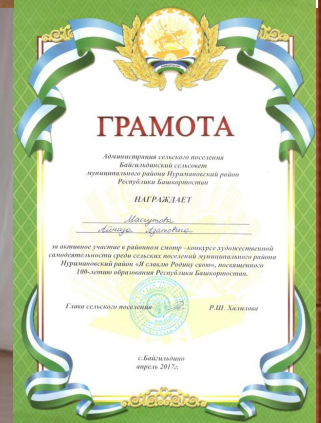 ГРАМОТА
Администрация сельского поселения
Байгильдинский сельсовет
муниципального района Нуримановский район
Республики Башкортостан
НАГРАЖДАЕТ
за активное участие в районном смотр –конкурсе художественной
самодеятельности среди сельских поселений муниципального района
Нуримановский район «Я славлю Родину свою», посвященного
100-летию образования Республики Башкортостан.
Глава сельского поселения Р.Ш. Халилова
с.Байгильдино
апрель 2017г.